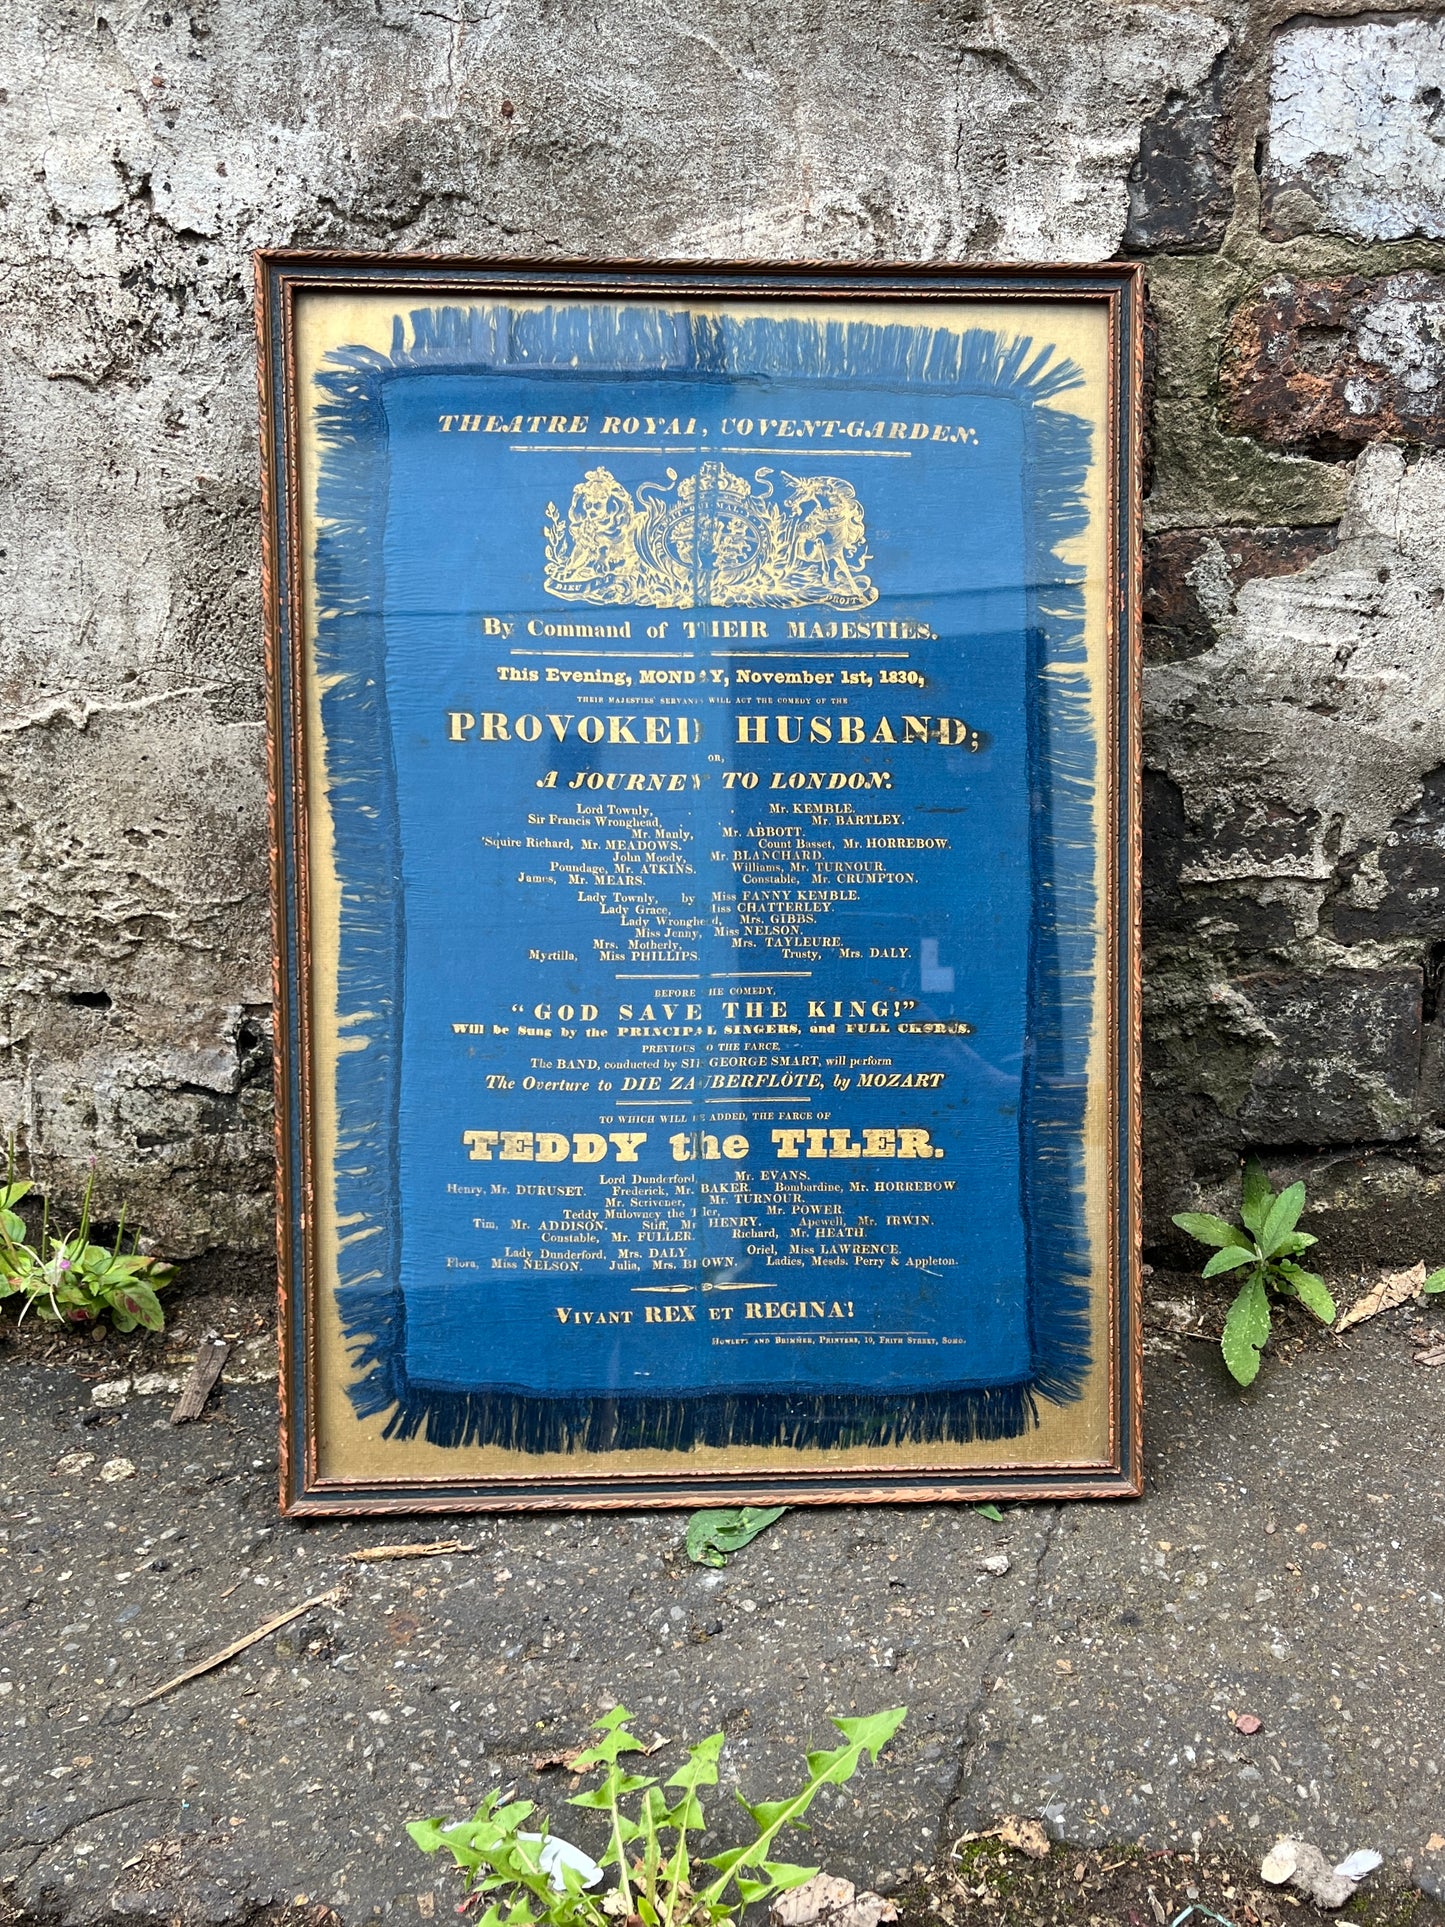 THEATRE ROYAL, COVENT-GARDEN.
QUI MAL
DIEU DROIT
By Command of THEIR MAJESTIES.
This Evening, MONDAY, November 1st, 1830,
THEIR MAJESTIES' SERVANTS WILL ACT THE COMEDY OF THE
PROVOKED HUSBAND;
OR,
A JOURNEY TO LONDON.
Lord Townly, Mr. KEMBLE.
Sir Francis Wronghead, Mr. BARTLEY.
Mr. Manly, Mr. ABBOTT.
'Squire Richard, Mr. MEADOWS. Count Basset, Mr. HORREBOW.
John Moody, Mr. BLANCHARD.
Poundage, Mr. ATKINS. Williams, Mr. TURNOUR.
James, Mr. MEARS. Constable, Mr. CRUMPTON.
Lady Townly, by Miss FANNY KEMBLE.
Lady Grace, Miss CHATTERLEY.
Lady Wronghead, Mrs. GIBBS.
Miss Jenny, Miss NELSON.
Mrs. Motherly, Mrs. TAYLEURE.
Myrtilla, Miss PHILLIPS. Trusty, Mrs. DALY.
BEFORE THE COMEDY,
"GOD SAVE THE KING!"
Will be Sung by the PRINCIPAL SINGERS, and FULL CHORUS.
PREVIOUS TO THE FARCE,
The BAND, conducted by SIR GEORGE SMART, will perform
The Overture to DIE ZAUBERFLÖTE, by MOZART
TO WHICH WILL BE ADDED, THE FARCE OF
TEDDY the TILER.
Lord Dunderford, Mr. EVANS.
Henry, Mr. DURUSET. Frederick, Mr. BAKER. Bombardine, Mr. HORREBOW
Mr. Scrivener, Mr. TURNOUR.
Teddy Mulowney the Tiler, Mr. POWER.
Tim, Mr. ADDISON. Stiff, Mr HENRY. Apewell, Mr. IRWIN.
Constable, Mr. FULLER. Richard, Mr. HEATH.
Lady Dunderford, Mrs. DALY. Oriel, Miss LAWRENCE.
Flora, Miss NELSON. Julia, Mrs. BROWN. Ladies, Mesds. Perry & Appleton.
VIVANT REX ET REGINA!
HOWLETT AND BRIMMER, PRINTERS, 10, FRITH STREET, SOHO.